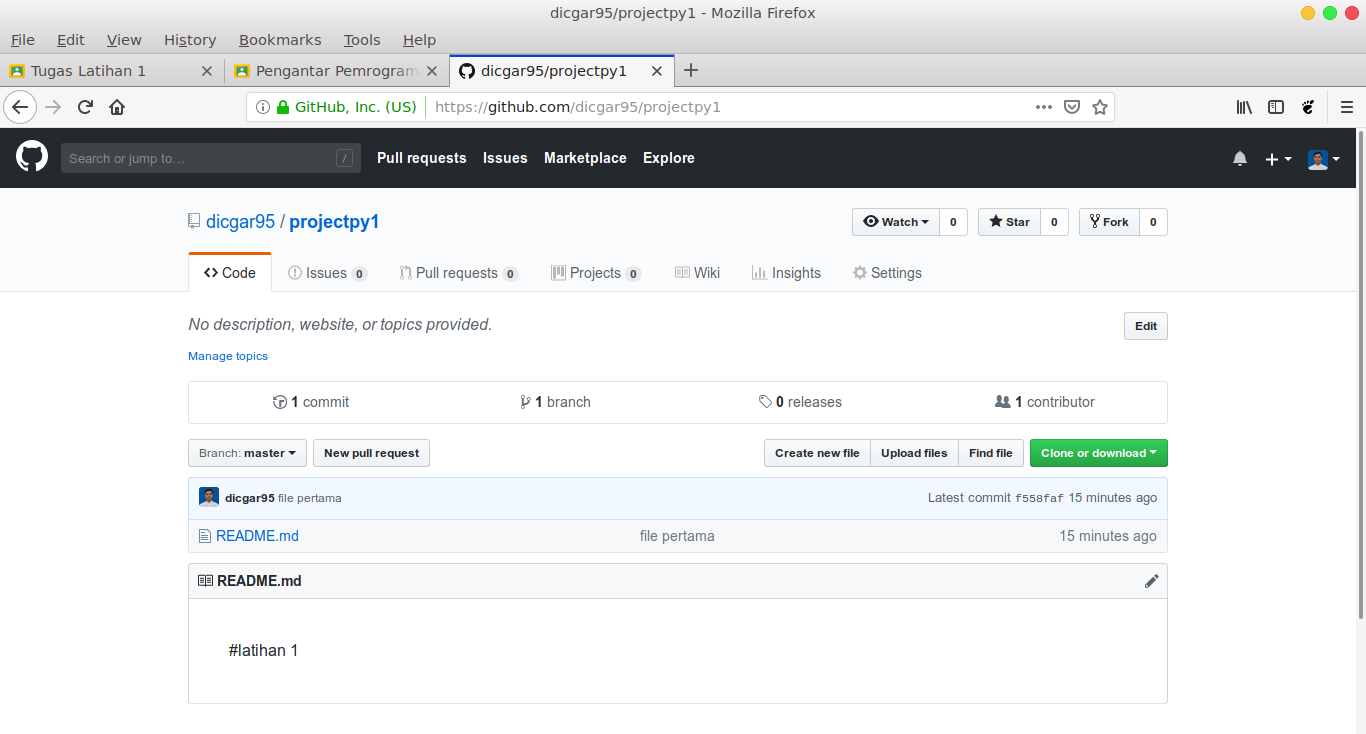 dicgar95/projectpy1 - Mozilla Firefox
File Edit View History Bookmarks Tools Help
Tugas Latihan 1 Pengantar Pemrogram dicgar95/projectpy1
GitHub, Inc. (US) https://github.com/dicgar95/projectpy1
Search or jump to... / Pull requests Issues Marketplace Explore
dicgar95 / projectpy1 Watch 0 Star 0 Fork 0
Code Issues 0 Pull requests 0 Projects 0 Wiki Insights Settings
No description, website, or topics provided. Edit
Manage topics
1 commit 1 branch 0 releases 1 contributor
Branch: master New pull request Create new file Upload files Find file Clone or download
dicgar95 file pertama Latest commit f558faf 15 minutes ago
README.md file pertama 15 minutes ago
README.md
#latihan 1